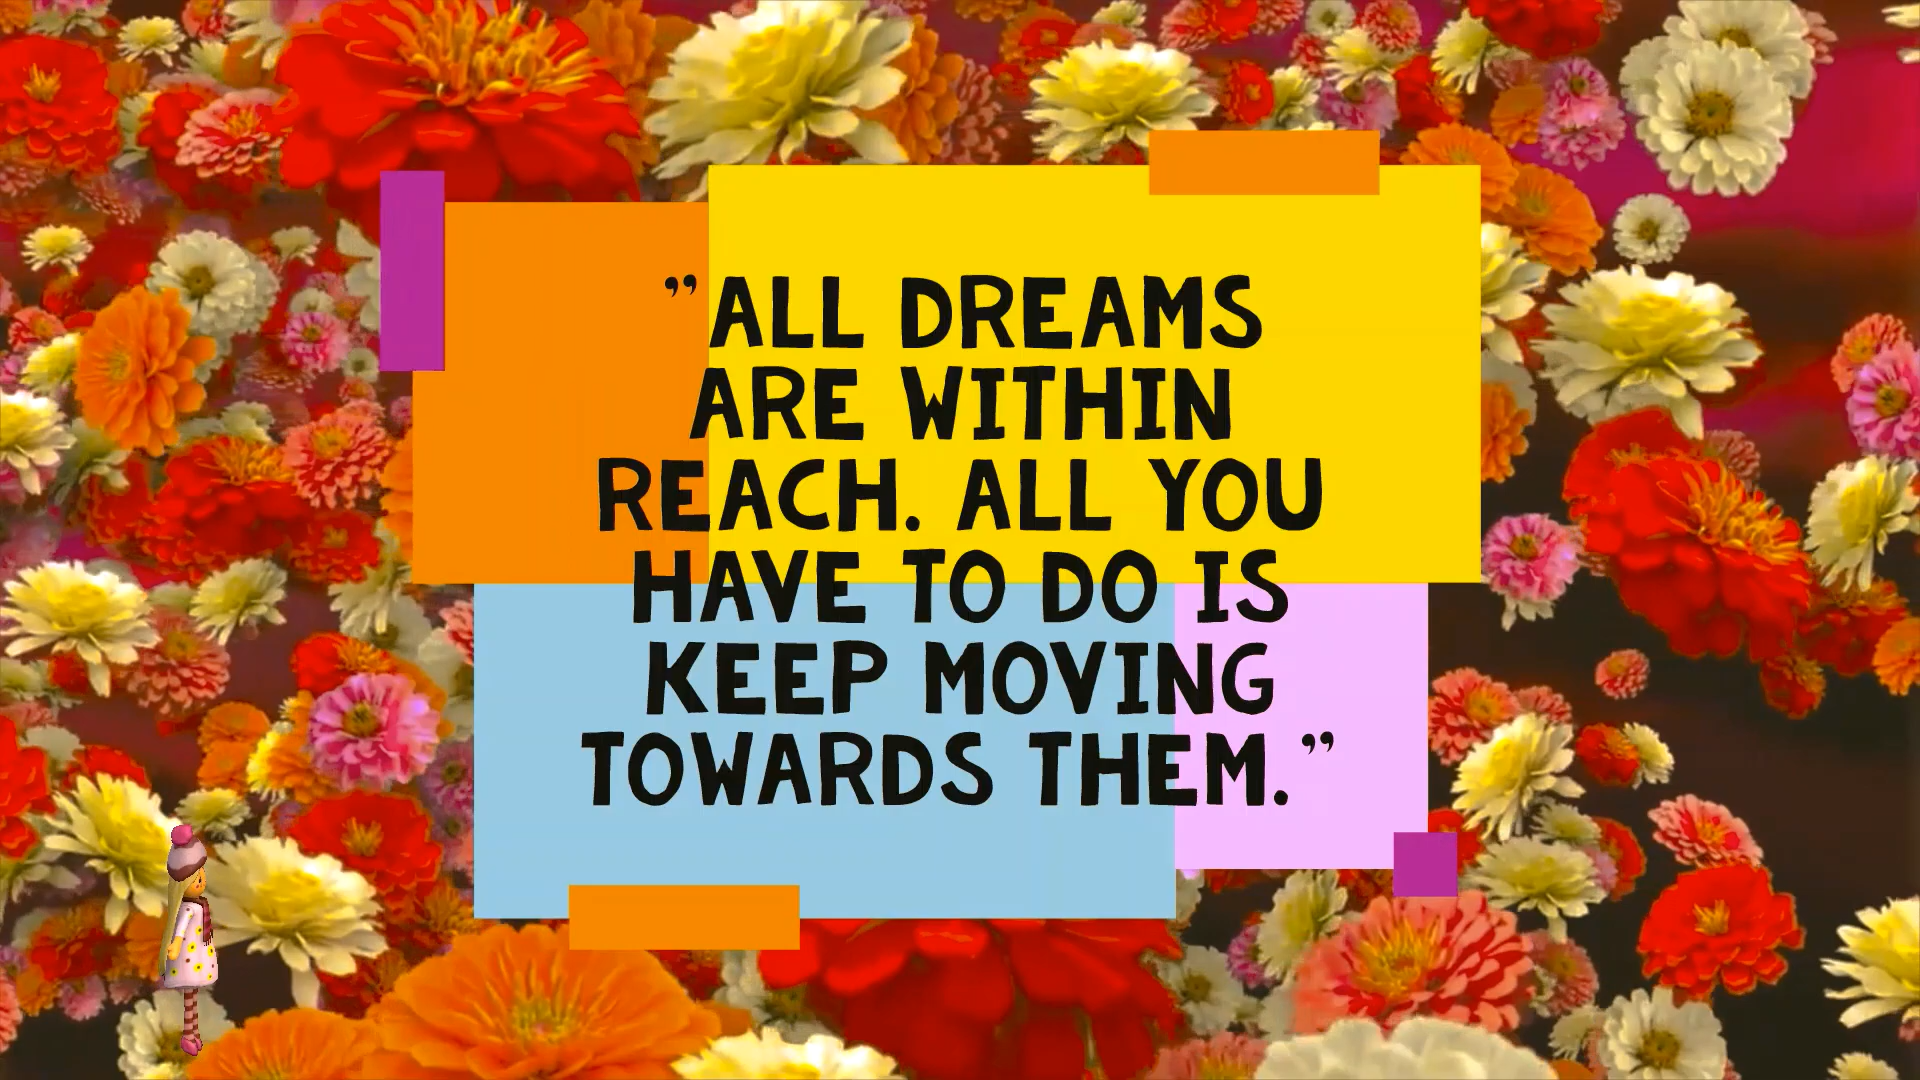 ”ALL DREAMS
ARE WITHIN
REACH. ALL YOU
HAVE TO DO IS
KEEP MOVING
TOWARDS THEM.”